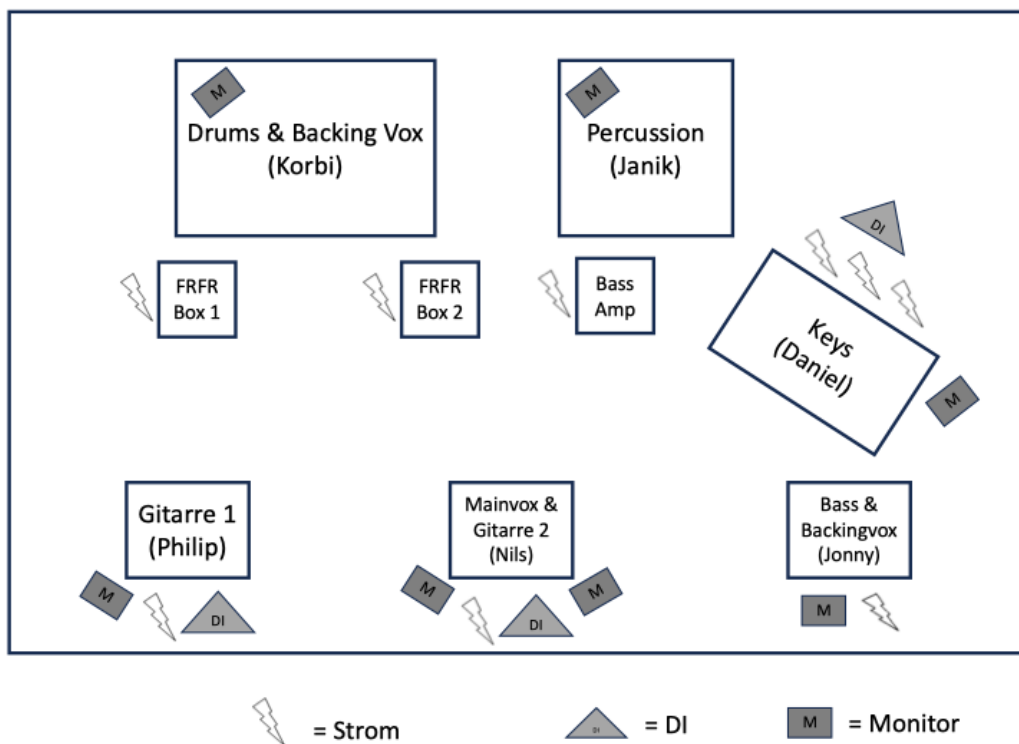 M
Drums & Backing Vox
(Korbi)
M
Percussion
(Janik)
DI
FRFR
Box 1
FRFR
Box 2
Bass
Amp
Keys
(Daniel)
M
Gitarre 1
(Philip)
Mainvox &
Gitarre 2
(Nils)
Bass &
Backingvox
(Jonny)
M
DI
M
DI
M
M
DI
= Strom
= DI
M
= Monitor